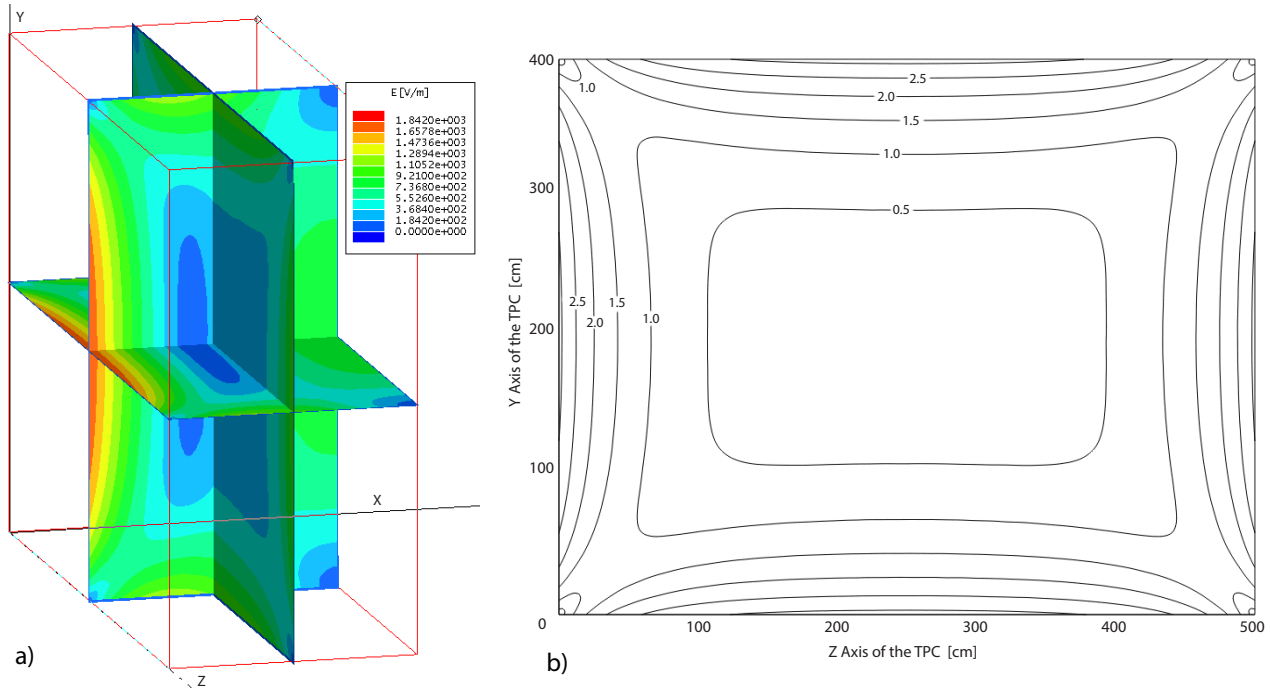 Y
E [V/m]
1.8420e+003
1.6578e+003
1.4736e+003
1.2894e+003
1.1052e+003
9.2100e+002
7.3680e+002
5.5260e+002
3.6840e+002
1.8420e+002
0.0000e+000
X
Z
a)
400
300
200
100
0
Y Axis of the TPC [cm]
1.0
2.5
2.0
1.5
1.0
0.5
2.5
2.0
1.5
1.0
100
200
300
400
500
Z Axis of the TPC [cm]
b)